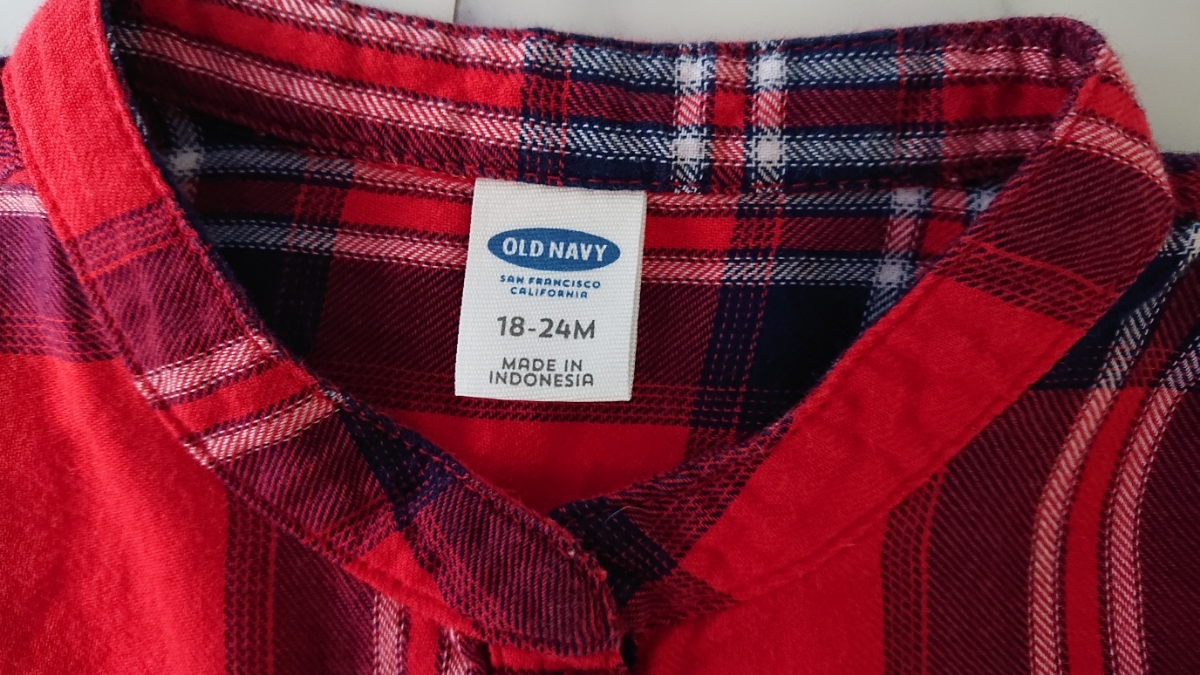 OLD NAVY
SAN FRANCISCO
CALIFORNIA
18-24M
MADE IN
INDONESIA